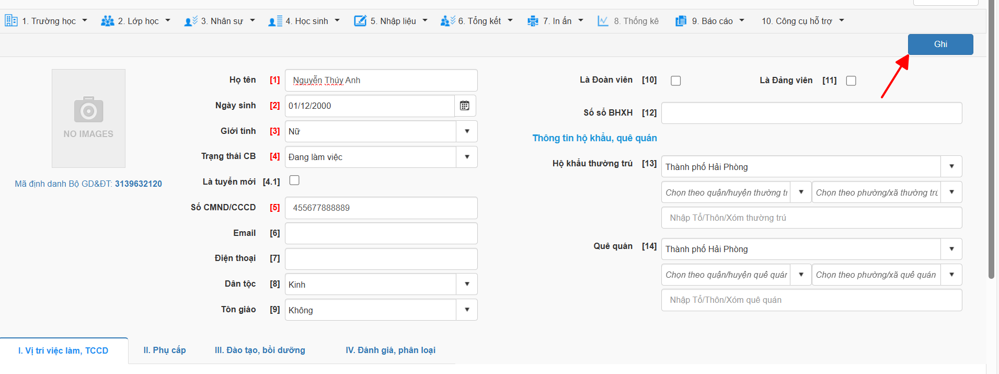 1. Trường học 2. Lớp học 3. Nhân sự 4. Học sinh 5. Nhập liệu 6. Tổng kết 7. In ấn 8. Thống kê 9. Báo cáo 10. Công cụ hỗ trợ
Ghi
NO IMAGES
Mã định danh Bộ GD&ĐT: 3139632120
Họ tên [1] Nguyễn Thúy Anh
Ngày sinh [2] 01/12/2000
Giới tính [3] Nữ
Trạng thái CB [4] Đang làm việc
Là tuyển mới [4.1]
Số CMND/CCCD [5] 455677888889
Email [6]
Điện thoại [7]
Dân tộc [8] Kinh
Tôn giáo [9] Không
Là Đoàn viên [10] Là Đảng viên [11]
Số sổ BHXH [12]
Thông tin hộ khẩu, quê quán
Hộ khẩu thường trú [13] Thành phố Hải Phòng
Chọn theo quận/huyện thường tr Chọn theo phường/xã thường trú
Nhập Tổ/Thôn/Xóm thường trú
Quê quán [14] Thành phố Hải Phòng
Chọn theo quận/huyện quê quán Chọn theo phường/xã quê quán
Nhập Tổ/Thôn/Xóm quê quán
I. Vị trí việc làm, TCCD II. Phụ cấp III. Đào tạo, bồi dưỡng IV. Đánh giá, phân loại